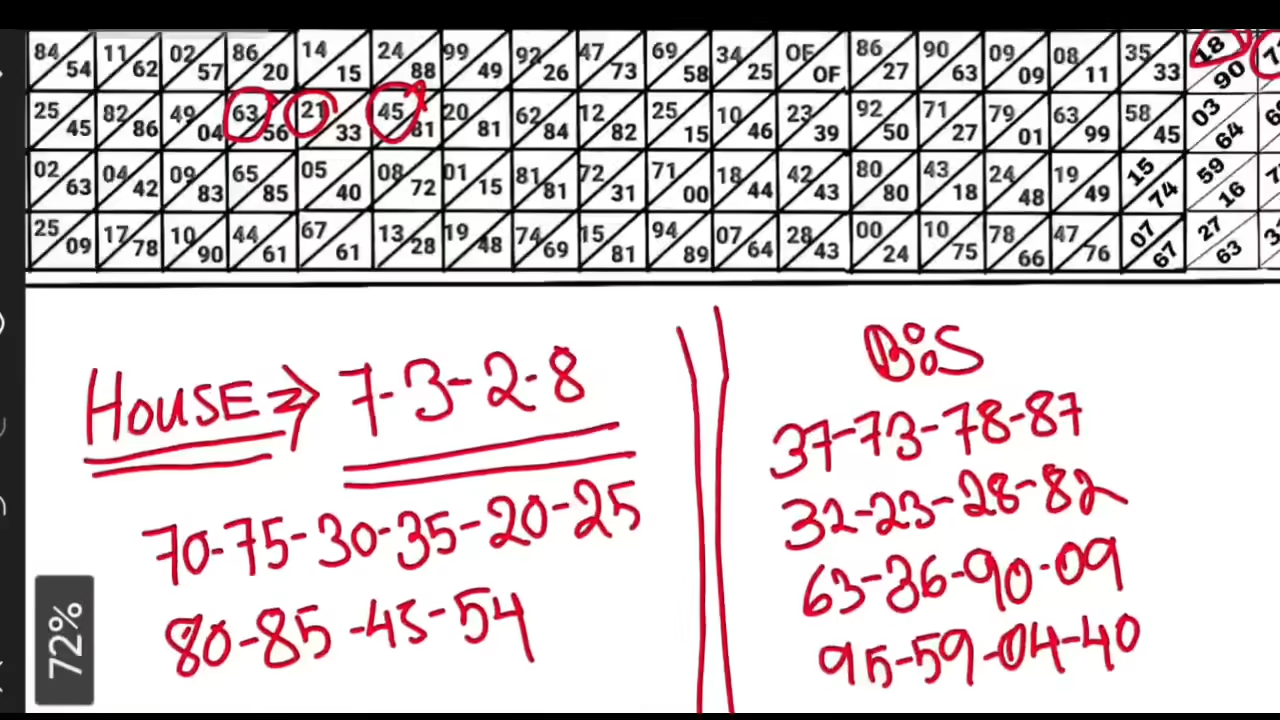 84/54 11/62 02/57 86/20 14/15 24/88 99/49 92/26 47/73 69/58 34/25 OF/OF 86/27 90/63 09/09 08/11 35/33 18/90
25/45 82/86 49/04 63/56 21/33 45/81 20/81 62/84 12/82 25/15 10/46 23/39 92/50 71/27 79/01 63/99 58/45 03/64
02/63 04/42 09/83 65/85 05/40 08/72 01/15 81/81 72/31 71/00 18/44 42/43 80/80 43/18 24/48 19/49 15/74 59/16
25/09 17/78 10/90 44/61 67/61 13/28 19/48 74/69 15/81 94/89 07/64 28/43 00/24 10/75 78/66 47/76 07/67 27/63
HOUSE ⇒ 7-3-2-8
70-75-30-35-20-25
80-85-45-54
B:S
37-73-78-87
32-23-28-82
63-36-90-09
95-59-04-40
72%